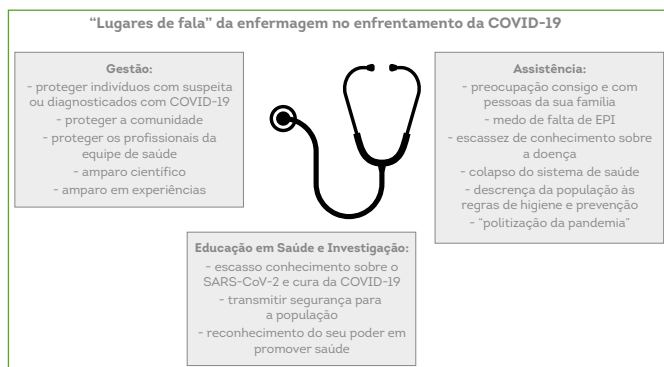 “Lugares de fala” da enfermagem no enfrentamento da COVID-19
Gestão:
- proteger indivíduos com suspeita
ou diagnosticados com COVID-19
- proteger a comunidade
- proteger os profissionais da
equipe de saúde
- amparo científico
- amparo em experiências
Assistência:
- preocupação consigo e com
pessoas da sua família
- medo de falta de EPI
- escassez de conhecimento sobre
a doença
- colapso do sistema de saúde
- descrença da população às
regras de higiene e prevenção
- “politização da pandemia”
Educação em Saúde e Investigação:
- escasso conhecimento sobre o
SARS-CoV-2 e cura da COVID-19
- transmitir segurança para
a população
- reconhecimento do seu poder em
promover saúde